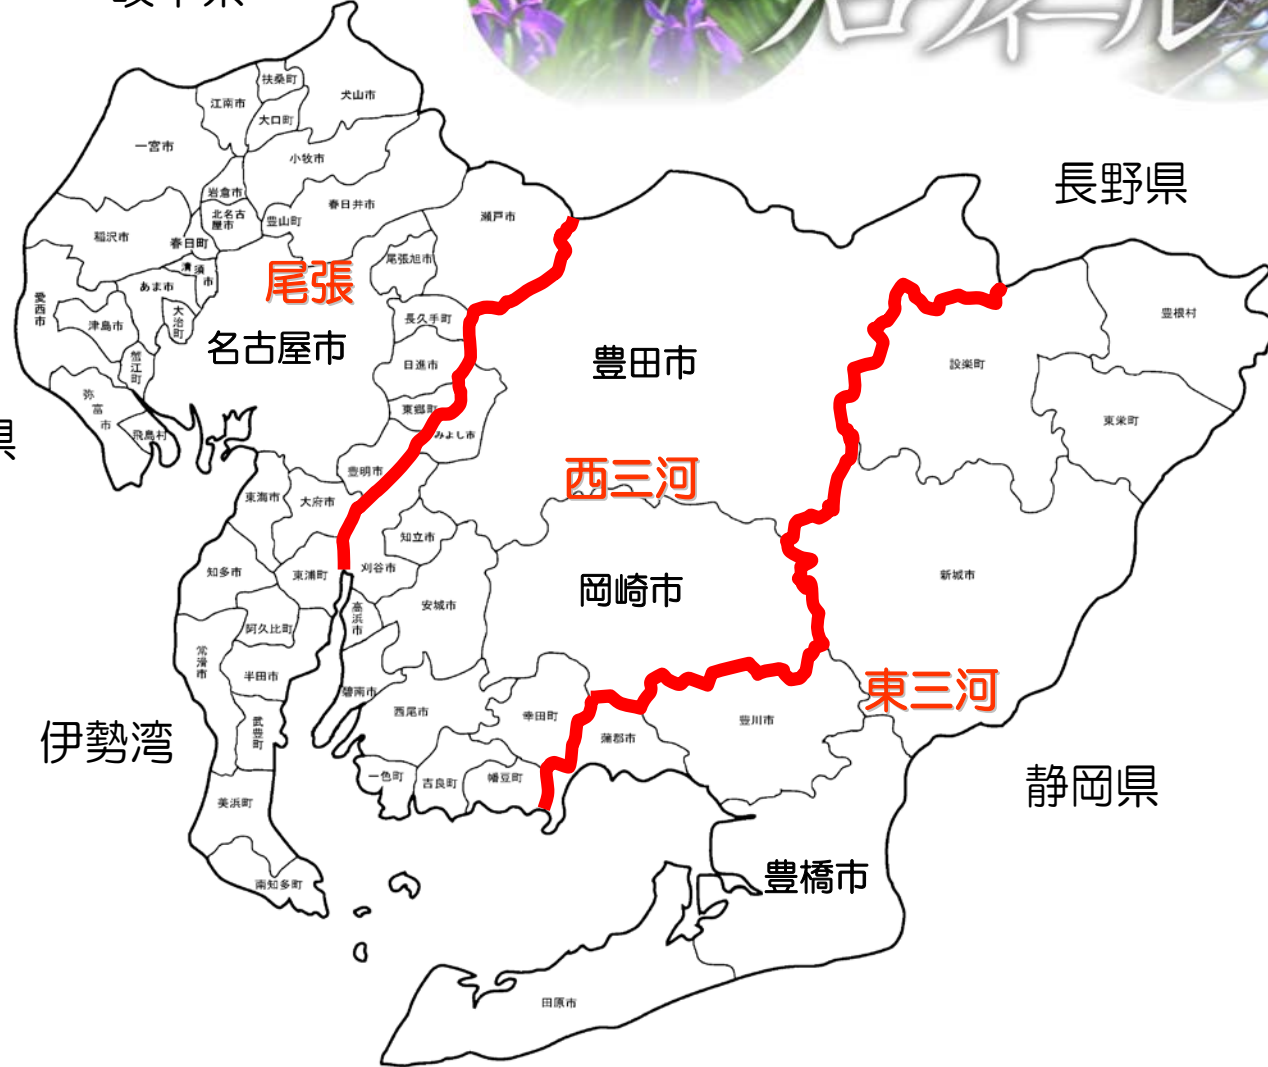 岐阜県
プロフィール
扶桑町
江南市
犬山市
大口町
一宮市
小牧市
長野県
岩倉市
春日井市
北名古
屋市
豊山町
瀬戸市
稲沢市
春日町
尾張旭市
清須
市
尾張
あま市
愛西市
津島市
大治町
長久手町
豊根村
名古屋市
豊田市
蟹江町
日進市
設楽町
弥富市
東郷町
飛島村
みよし市
東栄町
県
豊明市
西三河
東海市
大府市
知立市
知多市
東浦町
刈谷市
新城市
岡崎市
高浜市
安城市
阿久比町
常滑市
半田市
碧南市
東三河
西尾市
幸田町
豊川市
武豊町
蒲郡市
伊勢湾
一色町
吉良町
幡豆町
静岡県
美浜町
豊橋市
南知多町
田原市